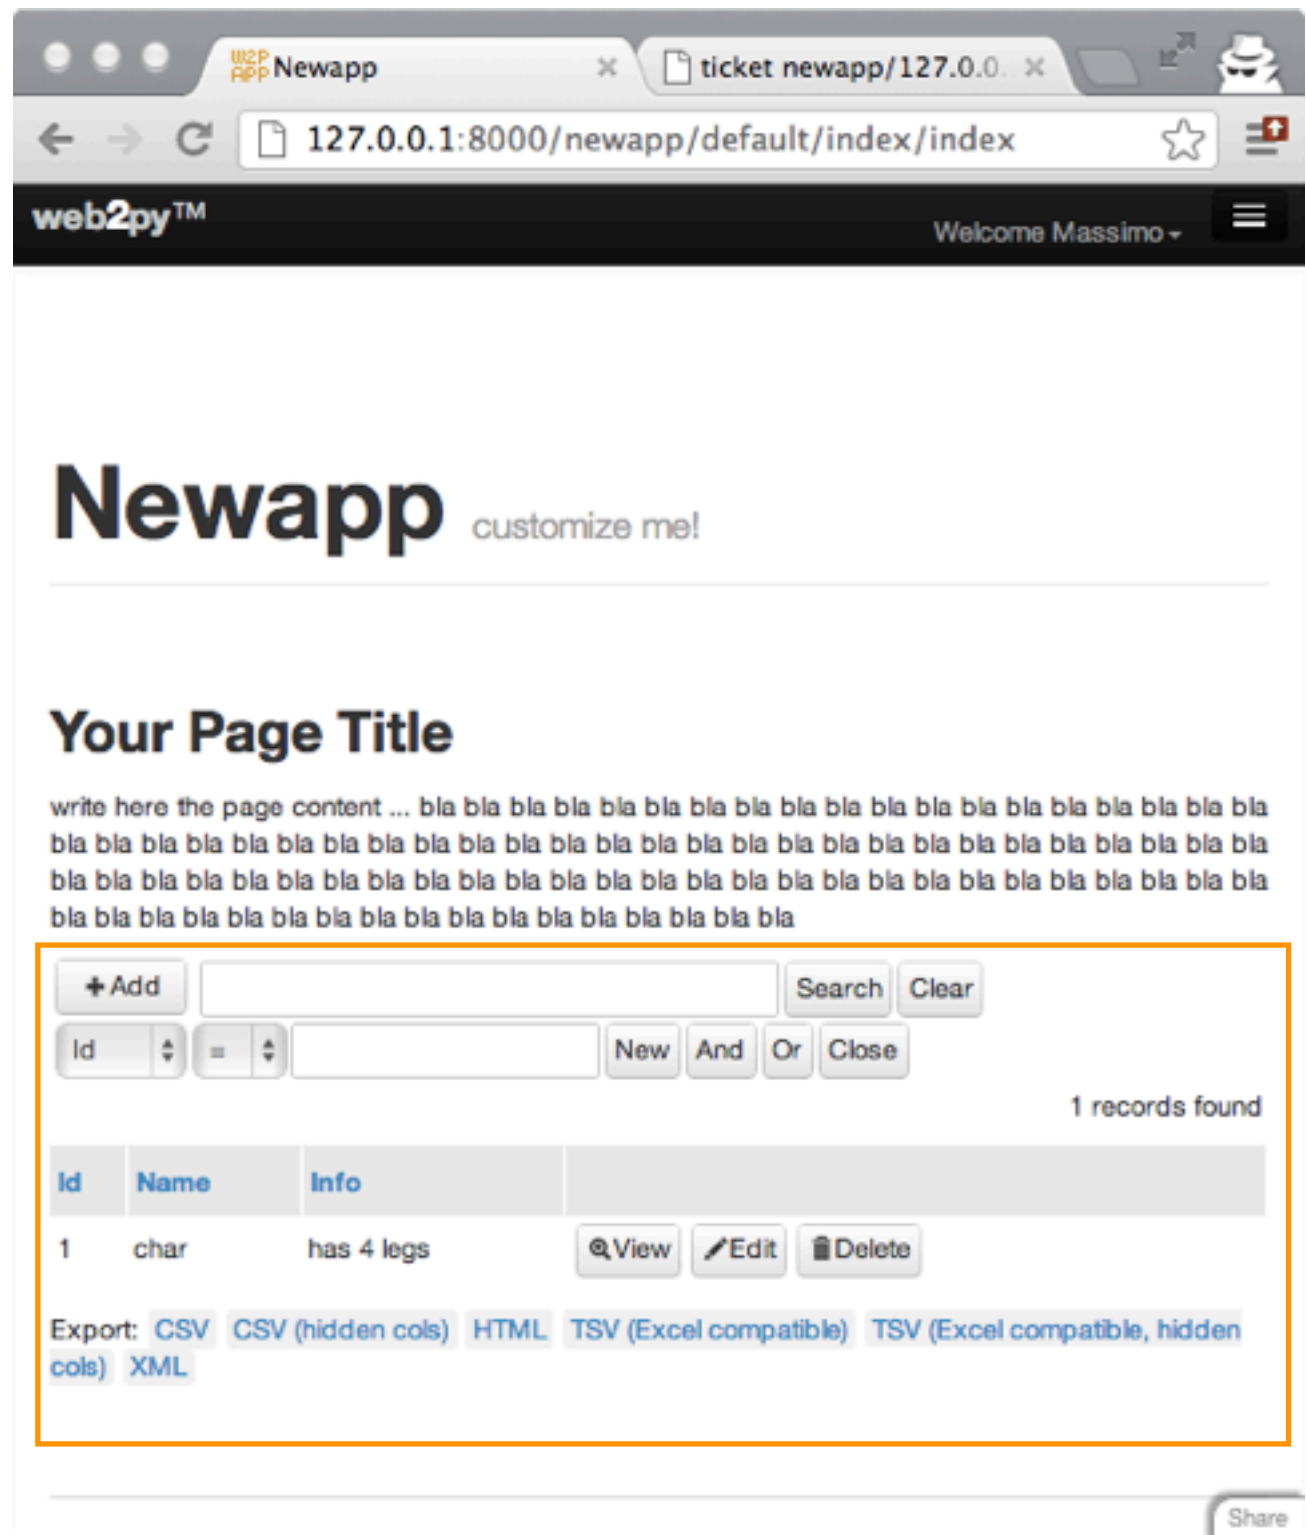 W2P APP Newapp × ticket newapp/127.0.0. ×
127.0.0.1:8000/newapp/default/index/index
web2py™ Welcome Massimo
Newapp customize me!
Your Page Title
write here the page content ... bla bla bla bla bla bla bla bla bla bla bla bla bla bla bla bla bla bla bla
bla bla bla bla bla bla bla bla bla bla bla bla bla bla bla bla bla bla bla bla bla bla bla bla bla bla bla
bla bla bla bla bla bla bla bla bla bla bla bla bla bla bla bla bla bla bla bla bla bla bla bla bla bla bla
bla bla bla bla bla bla bla bla bla bla bla bla bla bla bla bla bla
+Add Search Clear
Id = New And Or Close
1 records found
Id Name Info
1 char has 4 legs View Edit Delete
Export: CSV CSV (hidden cols) HTML TSV (Excel compatible) TSV (Excel compatible, hidden
cols) XML
Share